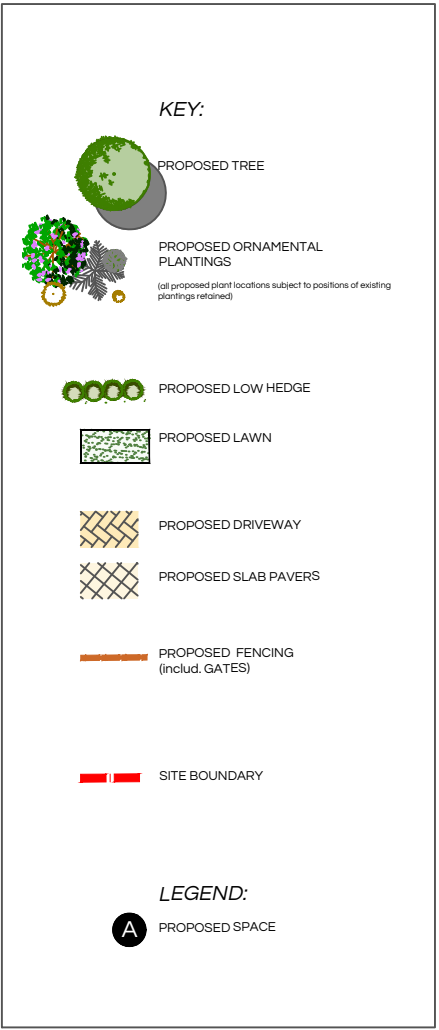 KEY:
PROPOSED TREE
PROPOSED ORNAMENTAL
PLANTINGS
(all proposed plant locations subject to positions of existing
plantings retained)
PROPOSED LOW HEDGE
PROPOSED LAWN
PROPOSED DRIVEWAY
PROPOSED SLAB PAVERS
PROPOSED FENCING
(includ. GATES)
SITE BOUNDARY
LEGEND:
A PROPOSED SPACE